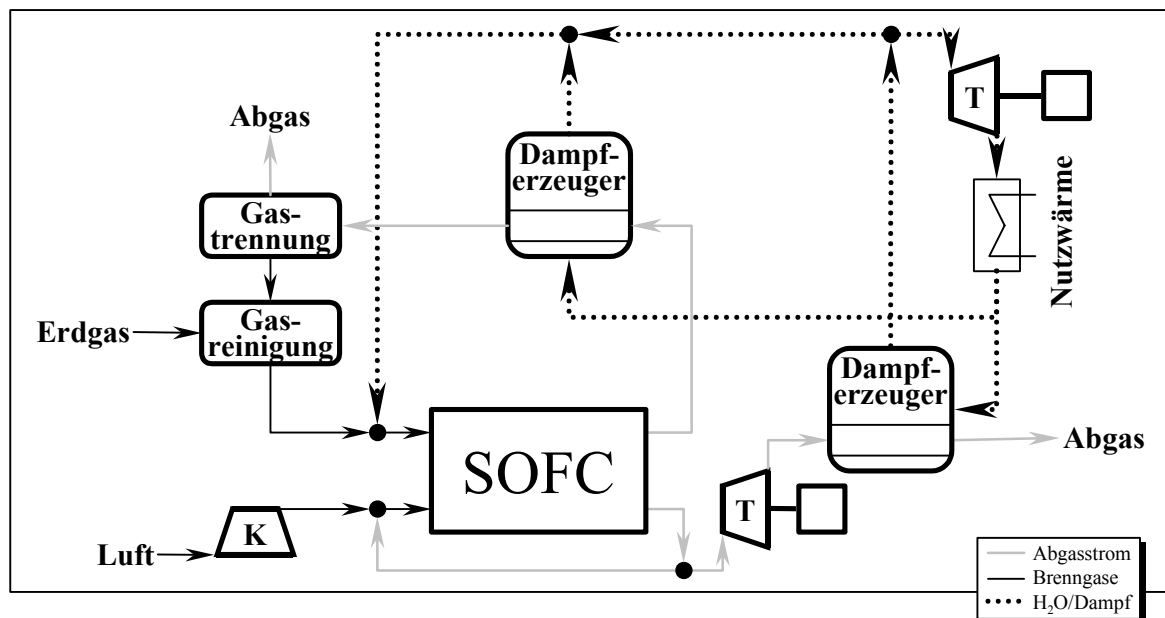 T
Abgas
Dampf-
erzeuger
Gas-
trennung
Nutzwärme
Erdgas
Gas-
reinigung
Dampf-
erzeuger
Abgas
SOFC
K
T
Luft
Abgasstrom
Brenngase
H₂O/Dampf